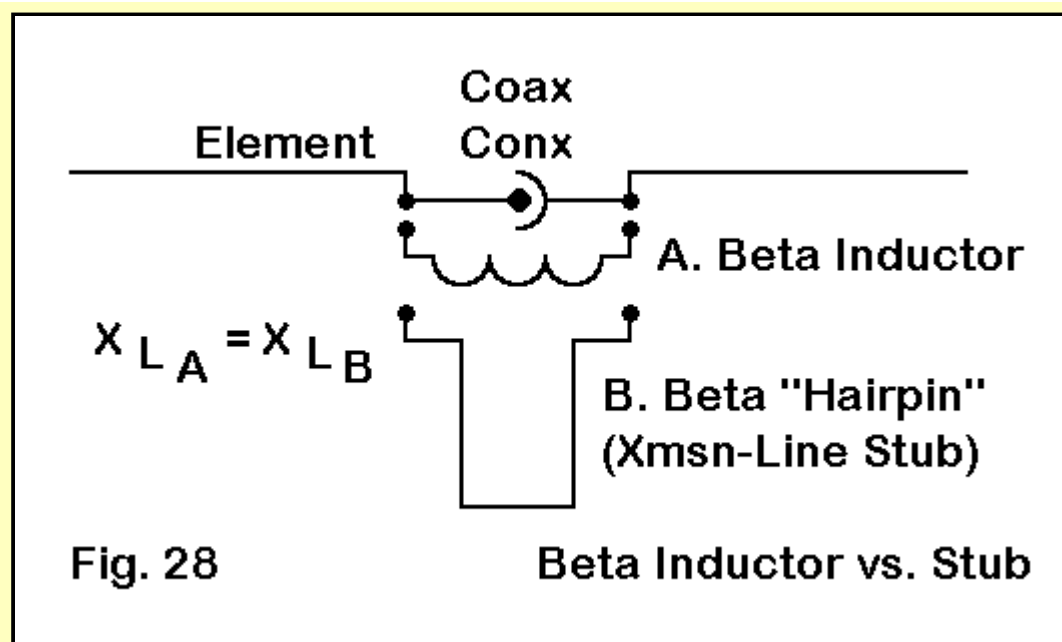 Coax
Element Conx
A. Beta Inductor
X L A = X L B
B. Beta "Hairpin"
(Xmsn-Line Stub)
Fig. 28 Beta Inductor vs. Stub